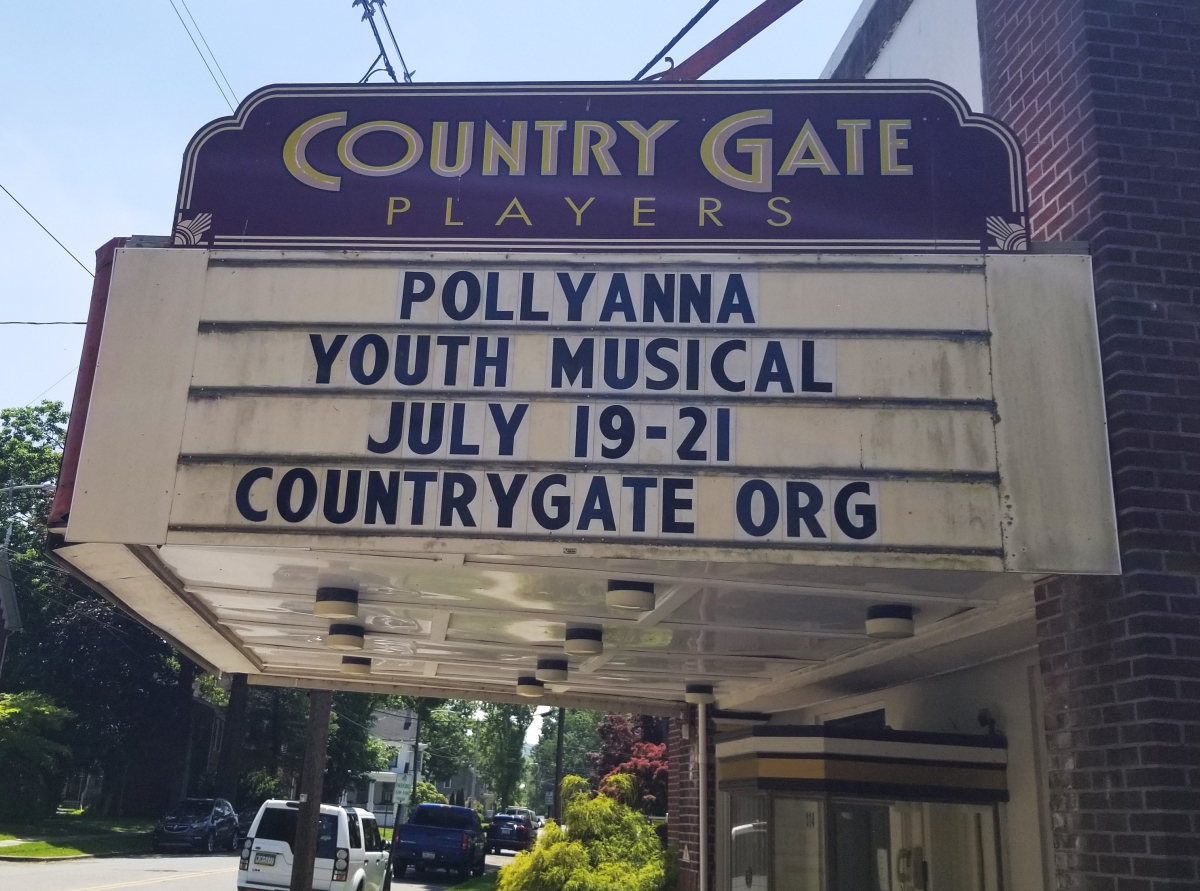 COUNTRY GATE
PLAYERS
POLLYANNA
YOUTH MUSICAL
JULY 19-21
COUNTRYGATE ORG